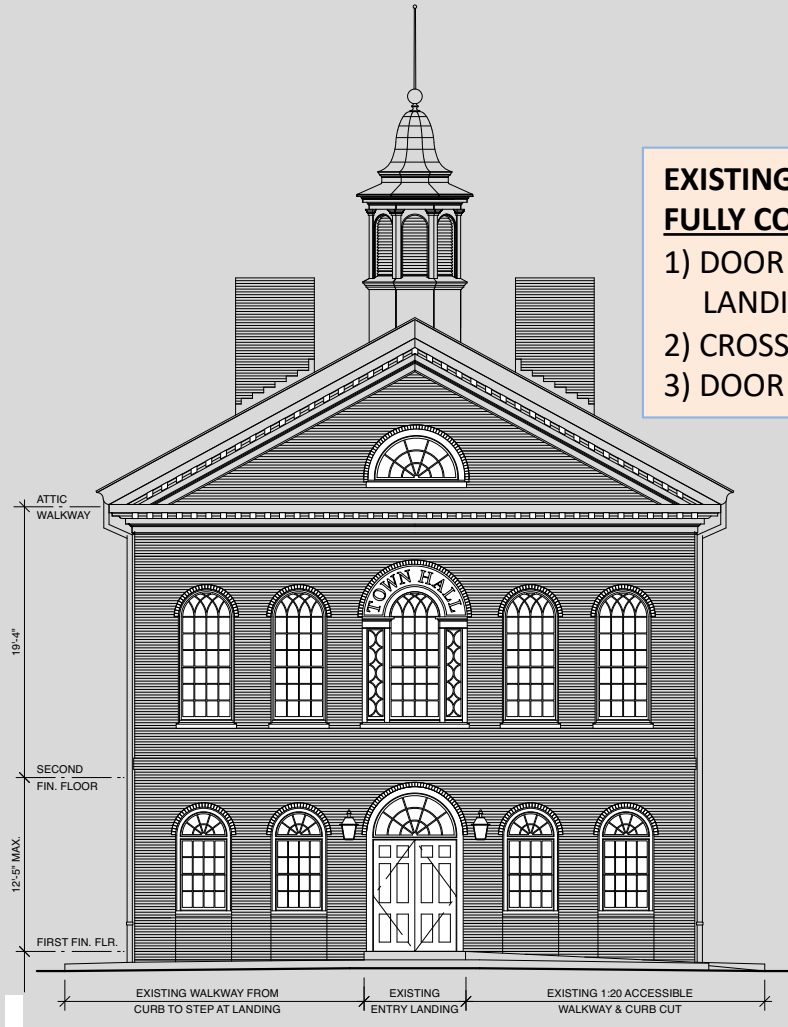 EXISTING
FULLY CO
1) DOOR
LANDI
2) CROSS
3) DOOR
ATTIC
WALKWAY
TOWN HALL
19'-4"
SECOND
FIN. FLOOR
12'-5" MAX.
FIRST FIN. FLR.
EXISTING WALKWAY FROM
CURB TO STEP AT LANDING
EXISTING
ENTRY LANDING
EXISTING 1:20 ACCESSIBLE
WALKWAY & CURB CUT